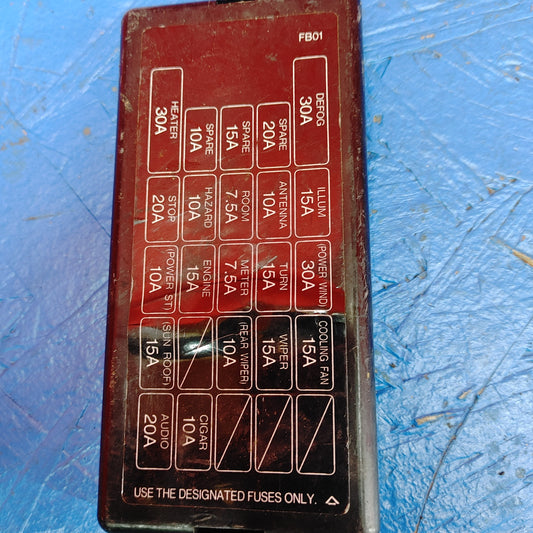 FB01
DEFOG
30A
SPARE
20A
SPARE
15A
SPARE
10A
HEATER
30A
ILLUM
15A
ANTENNA
10A
ROOM
7.5A
HAZARD
10A
STOP
20A
(POWER WIND)
30A
TURN
15A
METER
7.5A
ENGINE
15A
(POWER ST)
10A
COOLING FAN
15A
WIPER
15A
(REAR WIPER)
10A
(SUN ROOF)
15A
CIGAR
10A
AUDIO
20A
USE THE DESIGNATED FUSES ONLY.